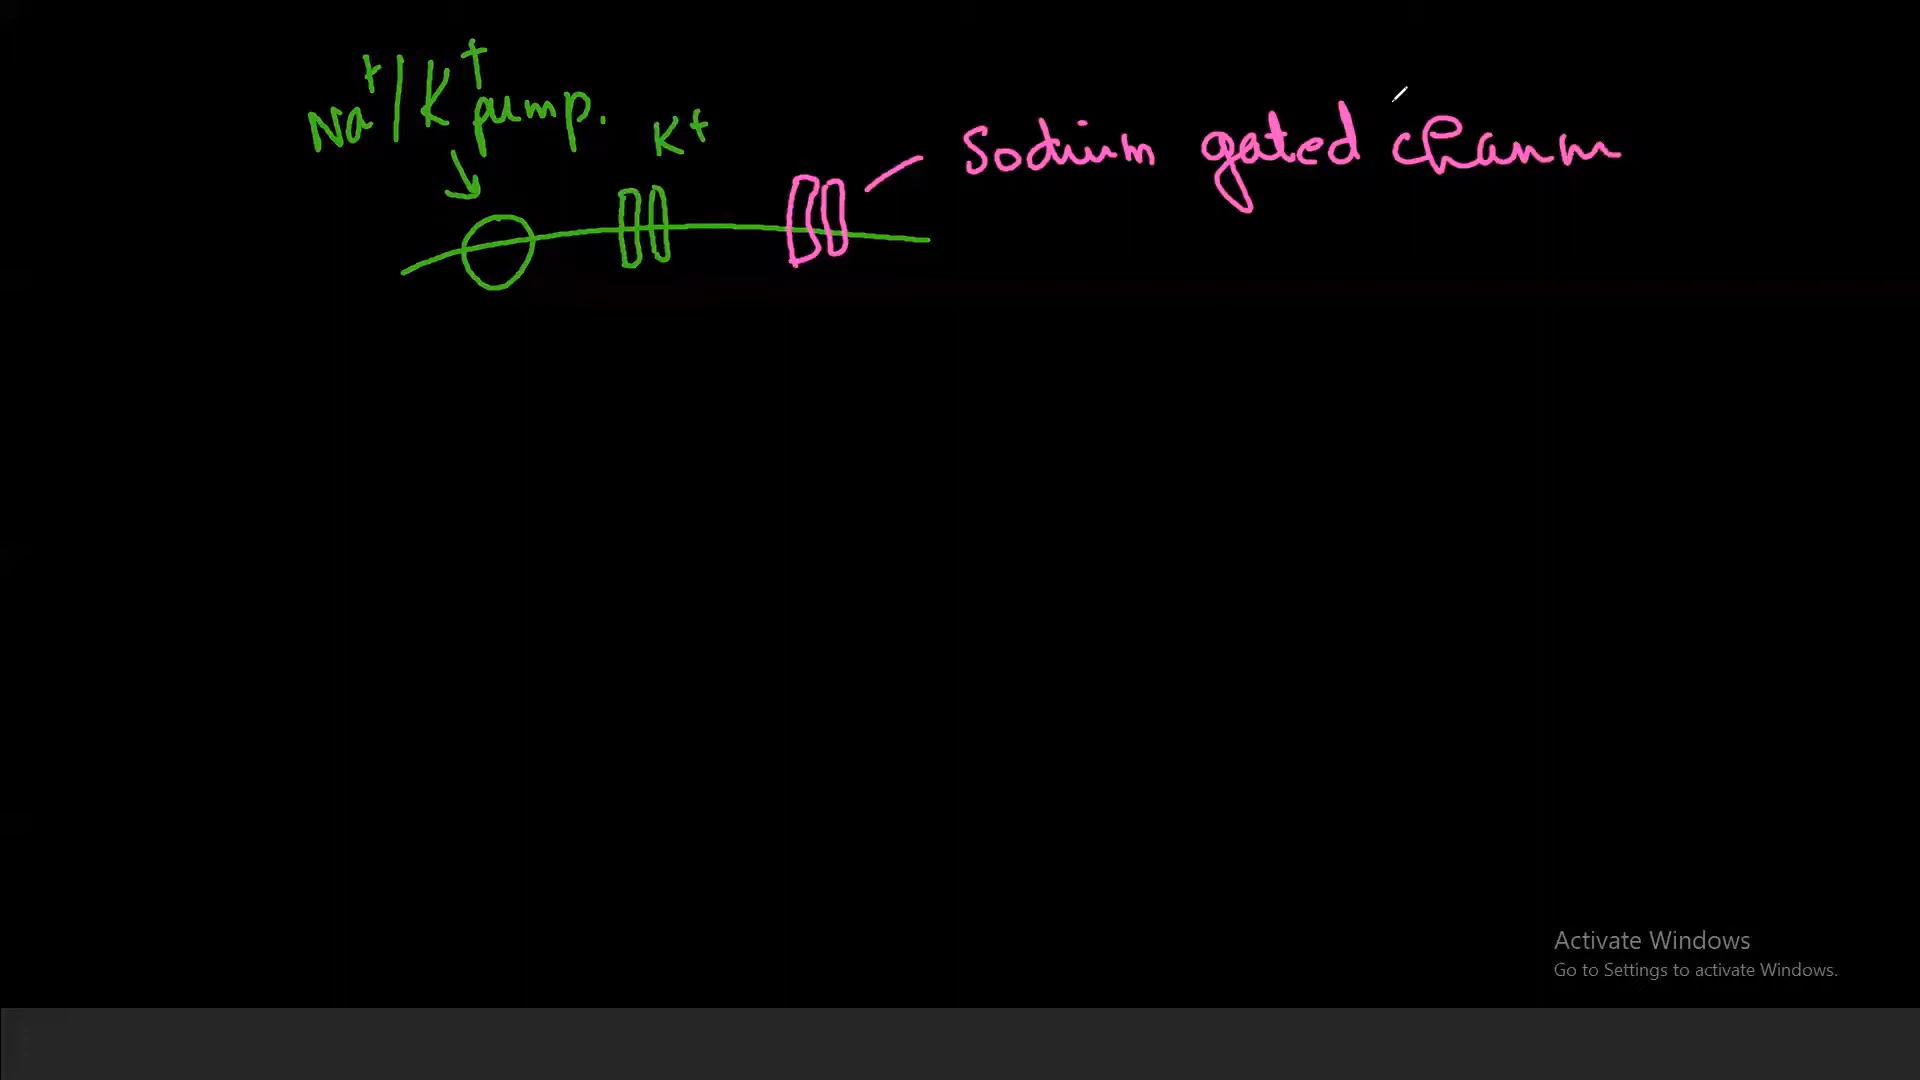 Na+/K+ pump.
K+
Sodium gated chann
Activate Windows
Go to Settings to activate Windows.